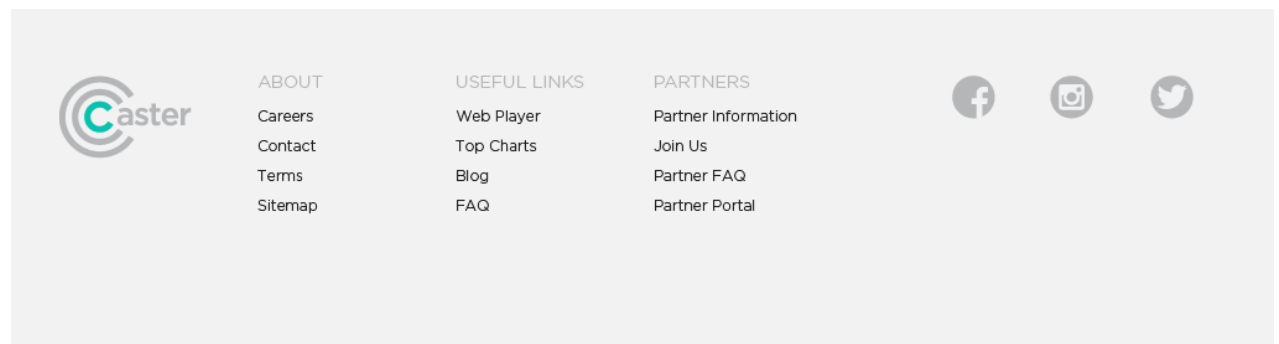 Caster
ABOUT
Careers
Contact
Terms
Sitemap
USEFUL LINKS
Web Player
Top Charts
Blog
FAQ
PARTNERS
Partner Information
Join Us
Partner FAQ
Partner Portal